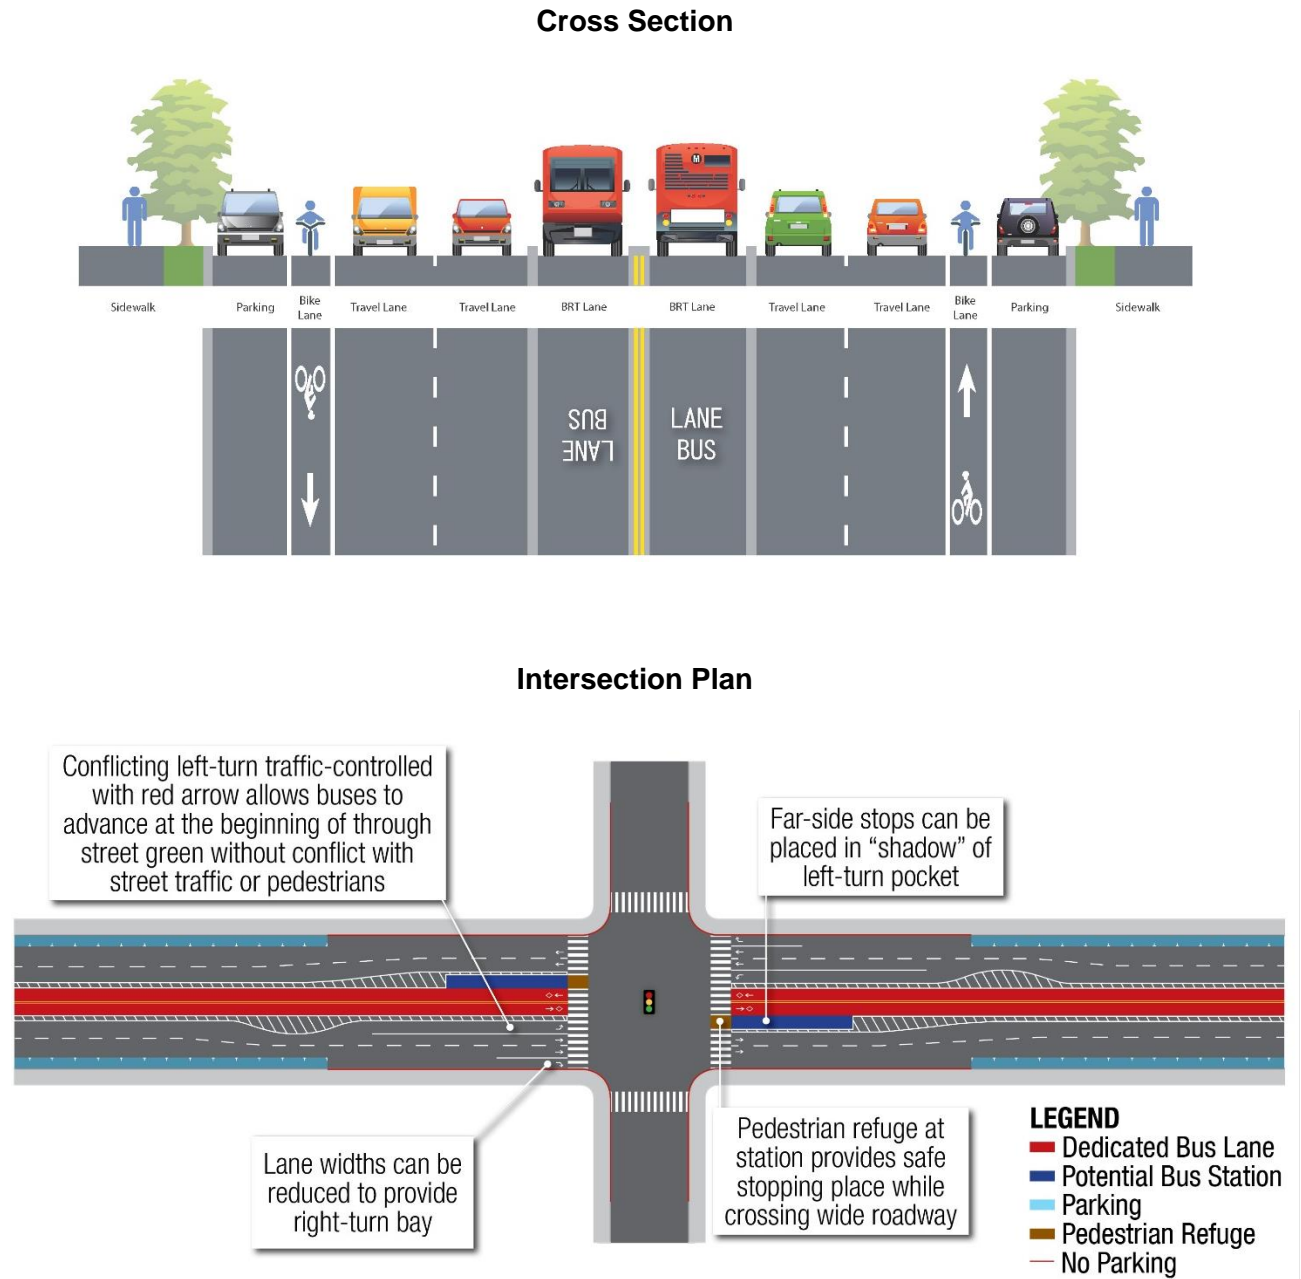 Cross Section
M
Sidewalk
Parking
Bike
Lane
Travel Lane
Travel Lane
BRT Lane
BRT Lane
Travel Lane
Travel Lane
Bike
Lane
Parking
Sidewalk
BUS
LANE
LANE
BUS
Intersection Plan
Conflicting left-turn traffic-controlled
with red arrow allows buses to
advance at the beginning of through
street green without conflict with
street traffic or pedestrians
Far-side stops can be
placed in “shadow” of
left-turn pocket
Lane widths can be
reduced to provide
right-turn bay
Pedestrian refuge at
station provides safe
stopping place while
crossing wide roadway
LEGEND
Dedicated Bus Lane
Potential Bus Station
Parking
Pedestrian Refuge
No Parking